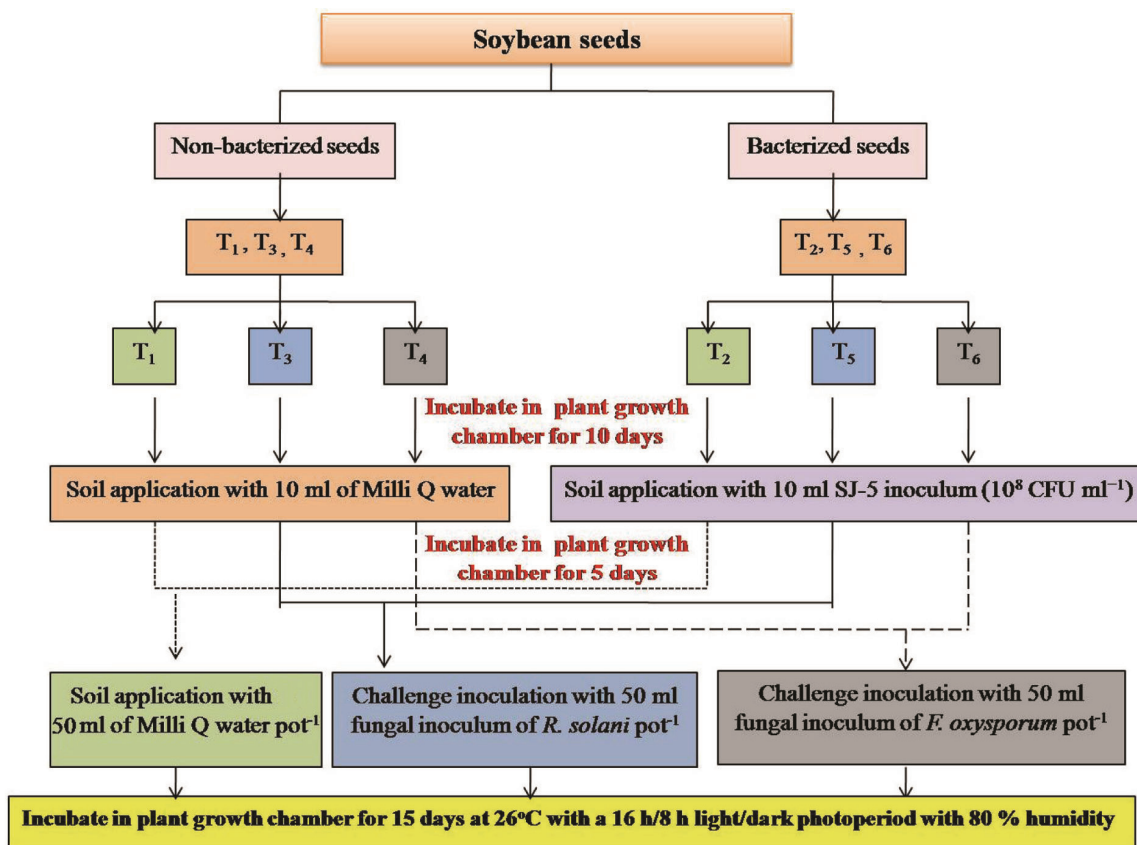 Soybean seeds
Non-bacterized seeds
Bacterized seeds
T₁, T₃ , T₄
T₂, T₅ , T₆
T₁
T₃
T₄
T₂
T₅
T₆
Incubate in plant growth
chamber for 10 days
Soil application with 10 ml of Milli Q water
Soil application with 10 ml SJ-5 inoculum (10⁸ CFU ml⁻¹)
Incubate in plant growth
chamber for 5 days
Soil application with
50 ml of Milli Q water pot⁻¹
Challenge inoculation with 50 ml
fungal inoculum of R. solani pot⁻¹
Challenge inoculation with 50 ml
fungal inoculum of F. oxysporum pot⁻¹
Incubate in plant growth chamber for 15 days at 26°C with a 16 h/8 h light/dark photoperiod with 80 % humidity